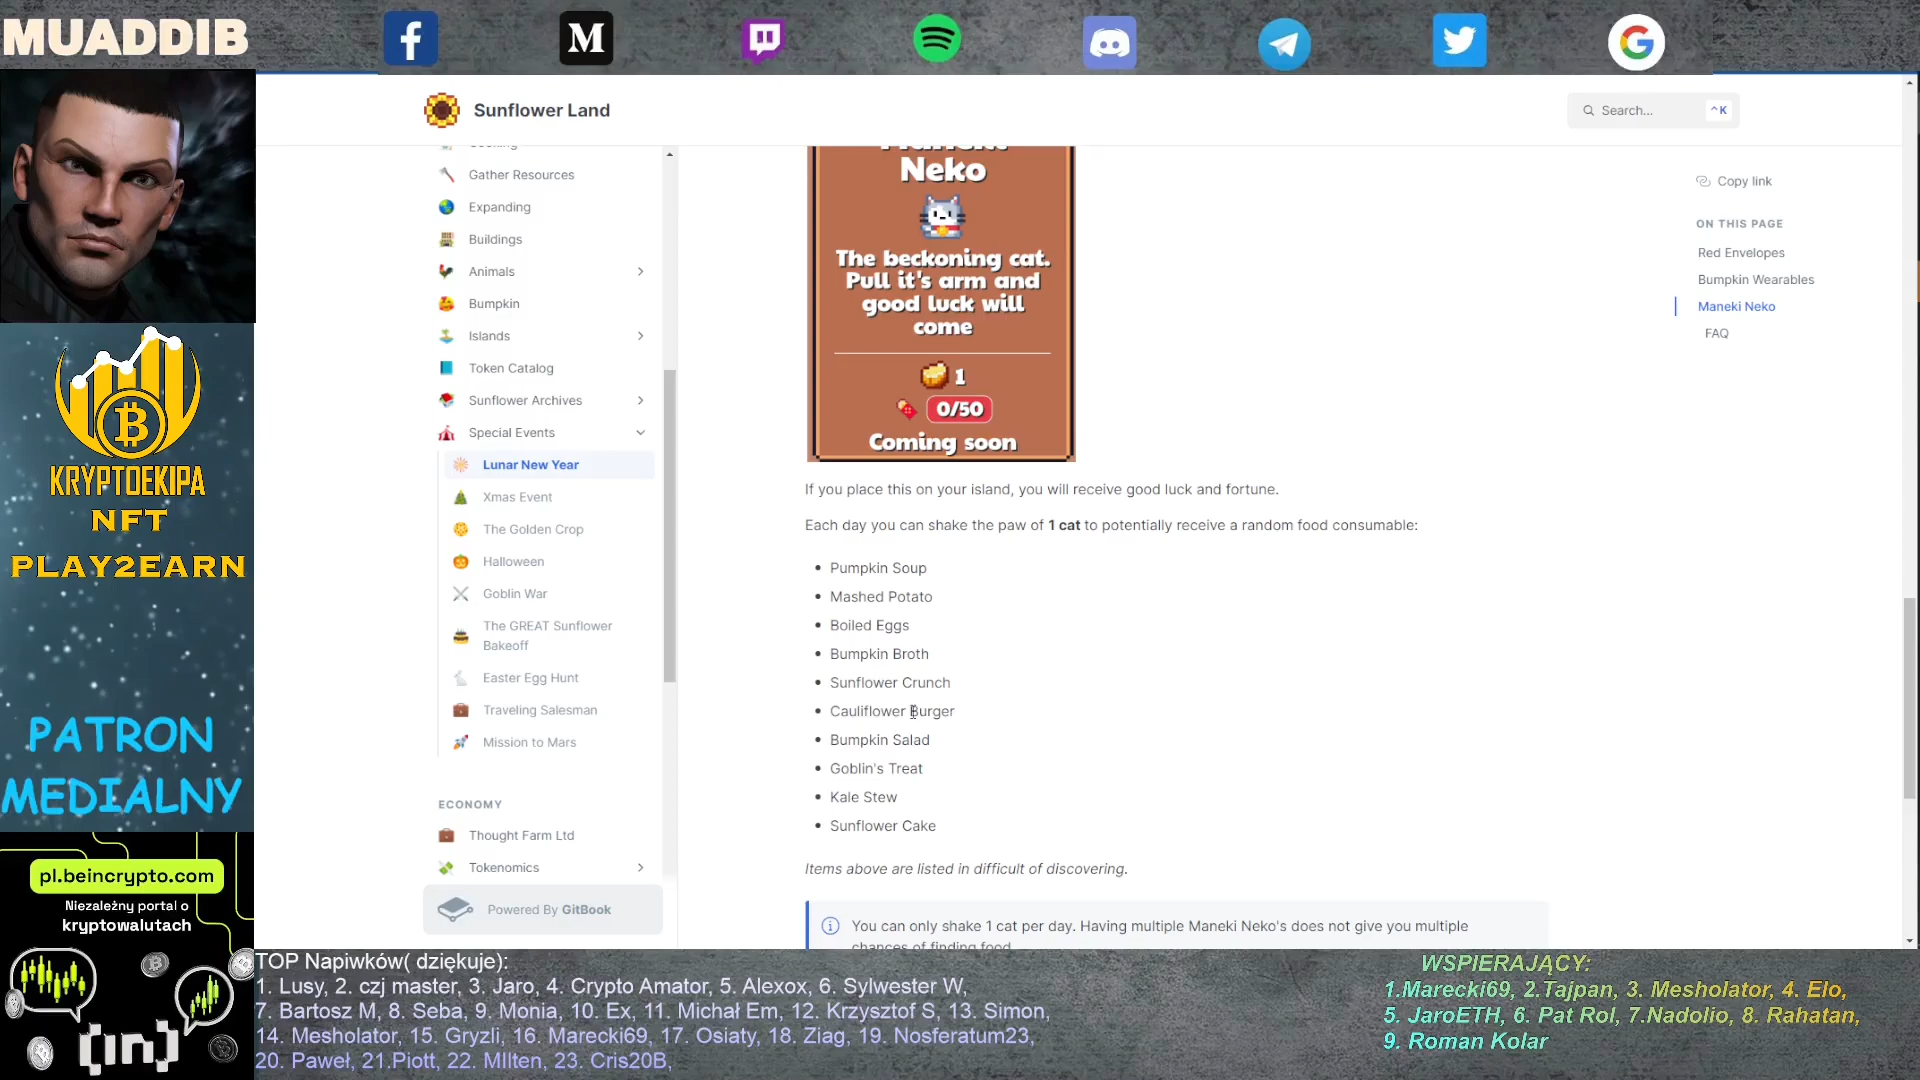 MUADDIB
M
Sunflower Land
Search... ^K
Gather Resources
Expanding
Buildings
Animals
Bumpkin
Islands
Token Catalog
Sunflower Archives
Special Events
Lunar New Year
Xmas Event
The Golden Crop
Halloween
Goblin War
The GREAT Sunflower
Bakeoff
Easter Egg Hunt
Traveling Salesman
Mission to Mars
ECONOMY
Thought Farm Ltd
Tokenomics
Powered By GitBook
Neko
The beckoning cat.
Pull it's arm and
good luck will
come
1
0/50
Coming soon
If you place this on your island, you will receive good luck and fortune.
Each day you can shake the paw of 1 cat to potentially receive a random food consumable:
• Pumpkin Soup
• Mashed Potato
• Boiled Eggs
• Bumpkin Broth
• Sunflower Crunch
• Cauliflower Burger
• Bumpkin Salad
• Goblin's Treat
• Kale Stew
• Sunflower Cake
Items above are listed in difficult of discovering.
You can only shake 1 cat per day. Having multiple Maneki Neko's does not give you multiple
chances of finding food
Copy link
ON THIS PAGE
Red Envelopes
Bumpkin Wearables
Maneki Neko
FAQ
KRYPTOEKIPA
NFT
PLAY2EARN
PATRON
MEDIALNY
pl.beincrypto.com
Niezależny portal o
kryptowalutach
[in]
TOP Napiwków( dziękuje):
1. Lusy, 2. czj master, 3. Jaro, 4. Crypto Amator, 5. Alexox, 6. Sylwester W,
7. Bartosz M, 8. Seba, 9. Monia, 10. Ex, 11. Michał Em, 12. Krzysztof S, 13. Simon,
14. Mesholator, 15. Gryzli, 16. Marecki69, 17. Osiaty, 18. Ziag, 19. Nosferatum23,
20. Paweł, 21.Piott, 22. MIlten, 23. Cris20B,
WSPIERAJĄCY:
1.Marecki69, 2.Tajpan, 3. Mesholator, 4. Elo,
5. JaroETH, 6. Pat Rol, 7.Nadolio, 8. Rahatan,
9. Roman Kolar